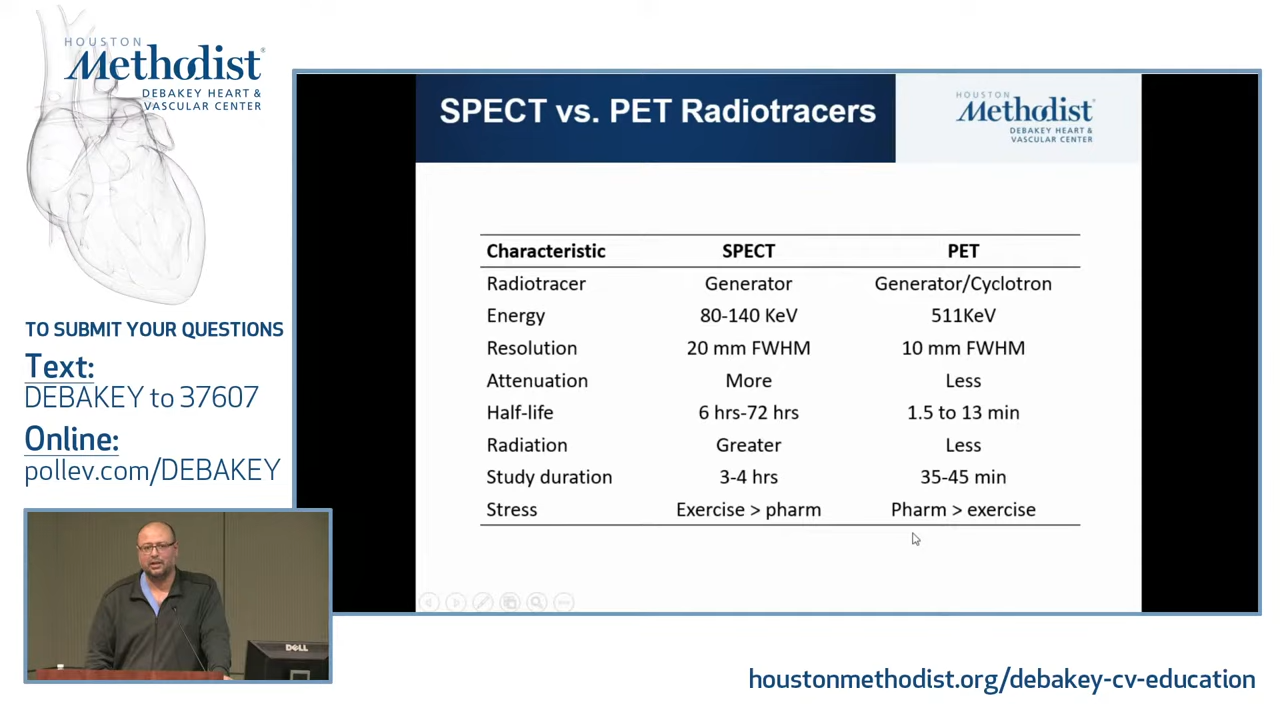 HOUSTON
Methodist®
DEBAKEY HEART &
VASCULAR CENTER
TO SUBMIT YOUR QUESTIONS
Text:
DEBAKEY to 37607
Online:
pollev.com/DEBAKEY
SPECT vs. PET Radiotracers
HOUSTON
Methodist®
DEBAKEY HEART &
VASCULAR CENTER
Characteristic SPECT PET
Radiotracer Generator Generator/Cyclotron
Energy 80-140 KeV 511KeV
Resolution 20 mm FWHM 10 mm FWHM
Attenuation More Less
Half-life 6 hrs-72 hrs 1.5 to 13 min
Radiation Greater Less
Study duration 3-4 hrs 35-45 min
Stress Exercise > pharm Pharm > exercise
DELL
houstonmethodist.org/debakey-cv-education